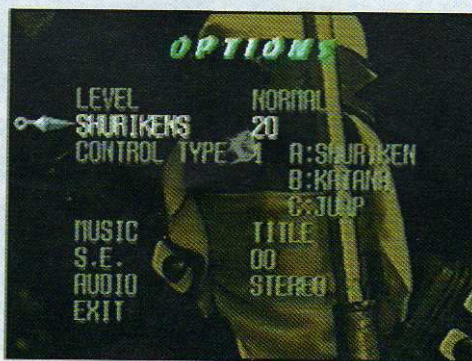 OPTIONS
LEVEL NORMAL
SHURIKENS 20
CONTROL TYPE 1 A:SHURIKEN
B:KATANA
C:JUMP
MUSIC TITLE
S.E. 00
AUDIO STEREO
EXIT